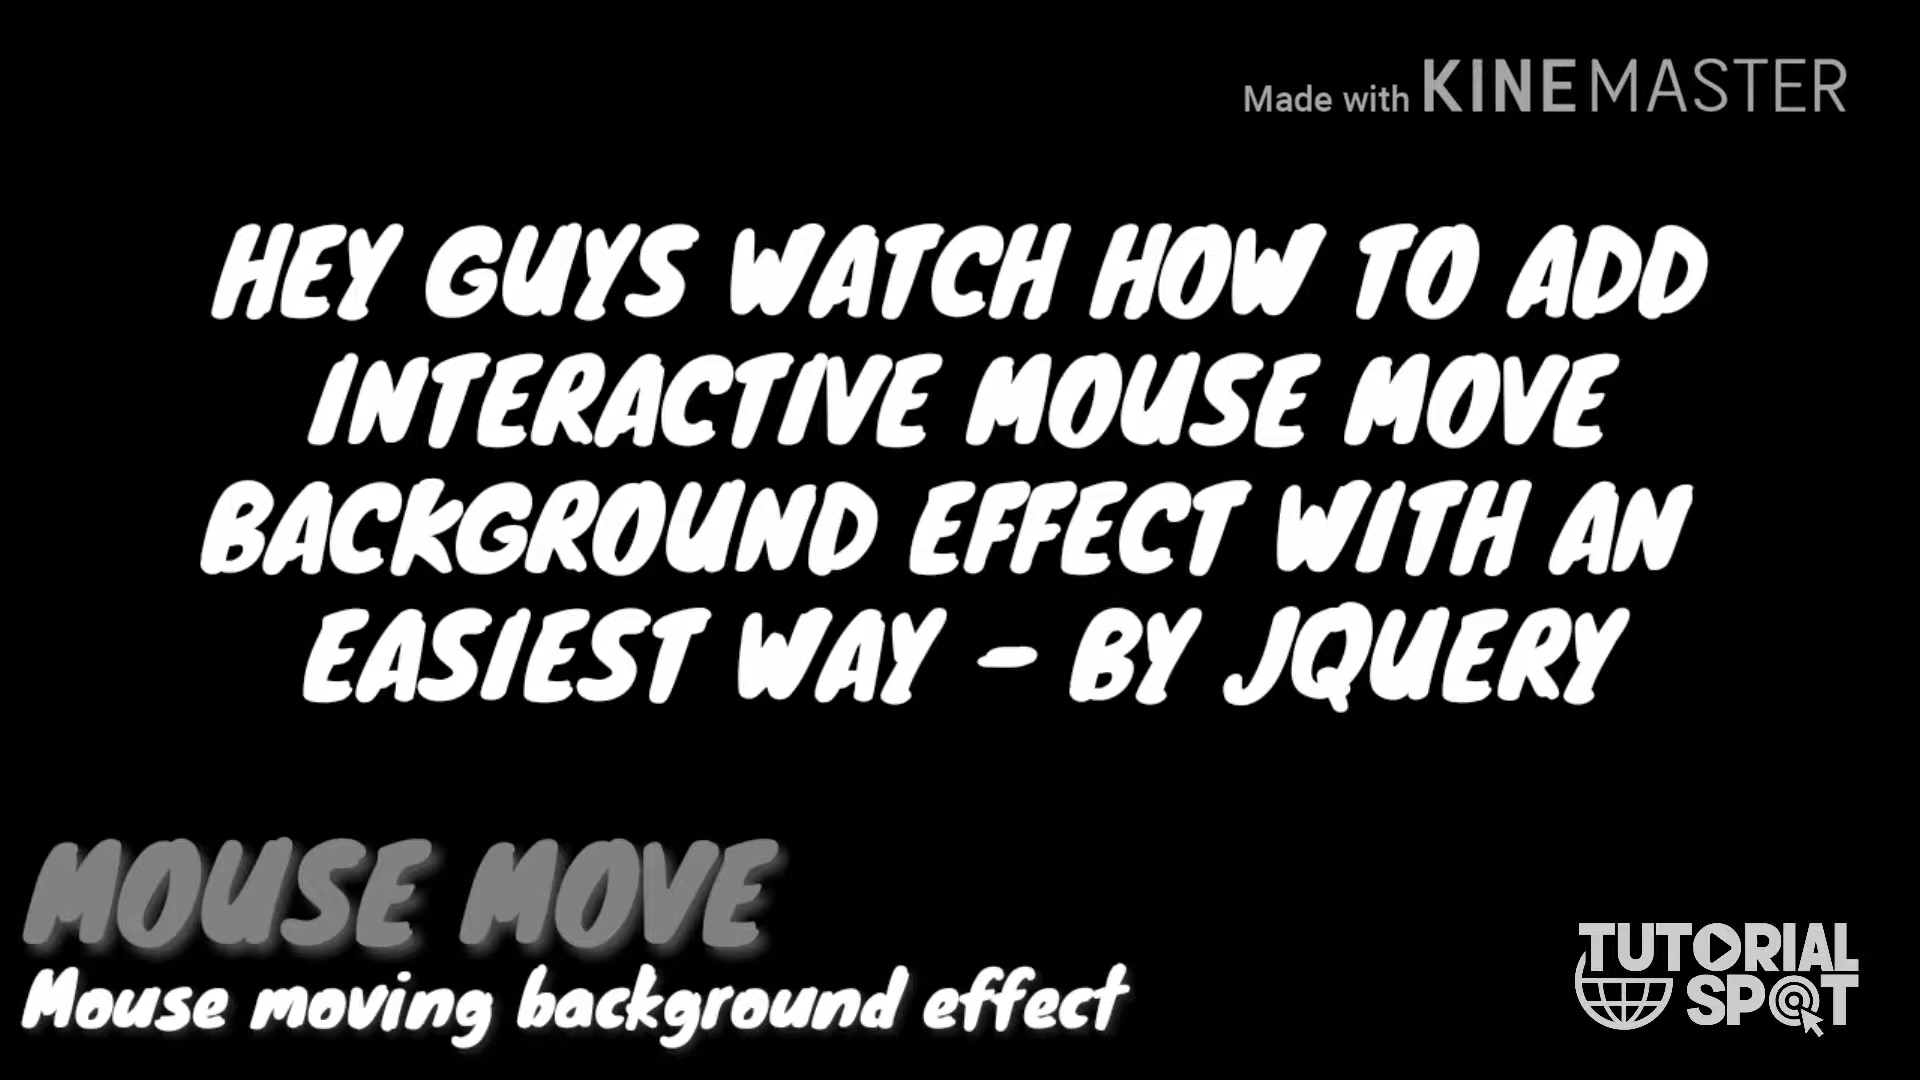 Made with KINEMASTER
HEY GUYS WATCH HOW TO ADD
INTERACTIVE MOUSE MOVE
BACKGROUND EFFECT WITH AN
EASIEST WAY - BY JQUERY
MOUSE MOVE
Mouse moving background effect
TUTORIAL
SPOT